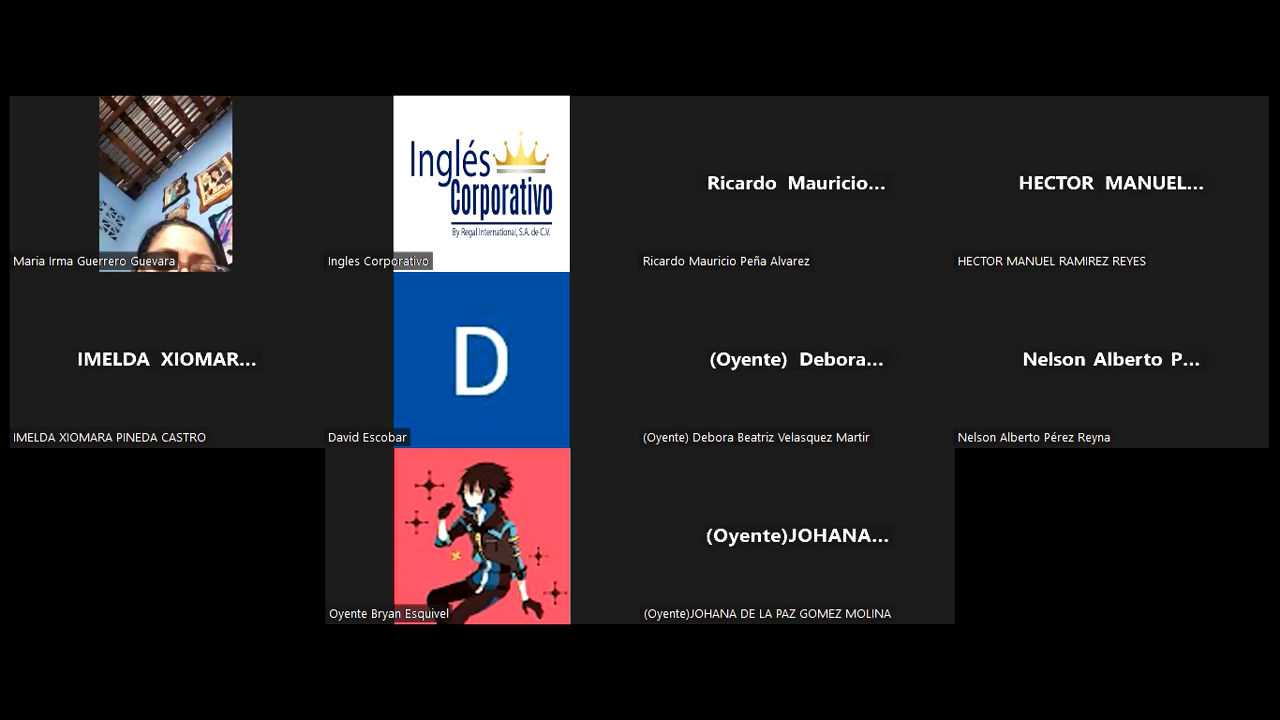 Maria Irma Guerrero Guevara
Inglés
Corporativo
By Regal International, S.A. de C.V.
Ingles Corporativo
Ricardo Mauricio...
Ricardo Mauricio Peña Alvarez
HECTOR MANUEL...
HECTOR MANUEL RAMIREZ REYES
IMELDA XIOMAR...
IMELDA XIOMARA PINEDA CASTRO
D
David Escobar
(Oyente) Debora...
(Oyente) Debora Beatriz Velasquez Martir
Nelson Alberto P...
Nelson Alberto Pérez Reyna
Oyente Bryan Esquivel
(Oyente)JOHANA...
(Oyente)JOHANA DE LA PAZ GOMEZ MOLINA